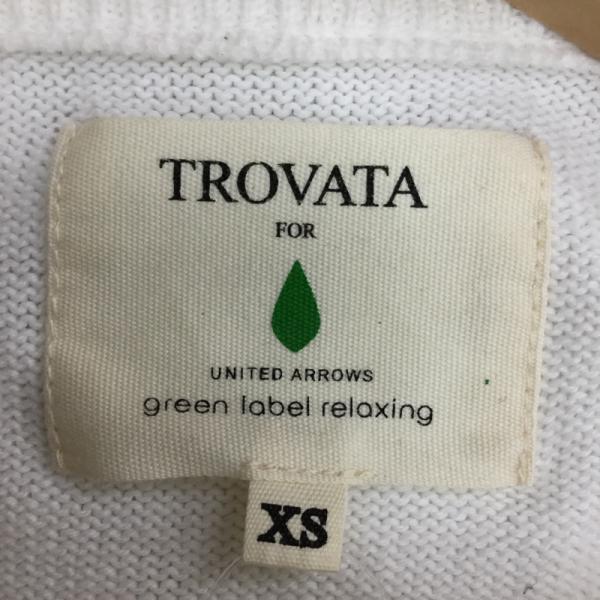 TROVATA
FOR
UNITED ARROWS
green label relaxing
XS